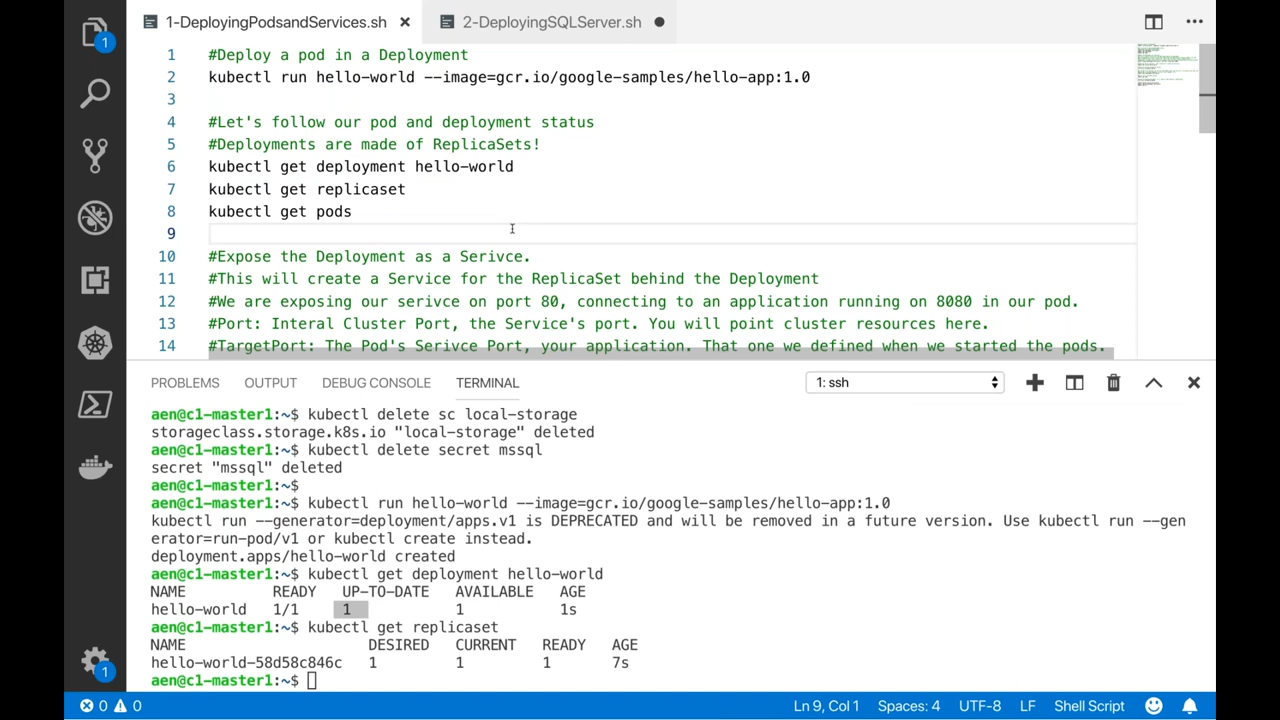 1-DeployingPodsandServices.sh
2-DeployingSQLServer.sh
1
1 #Deploy a pod in a Deployment
2 kubectl run hello-world --image=gcr.io/google-samples/hello-app:1.0
3
4 #Let's follow our pod and deployment status
5 #Deployments are made of ReplicaSets!
6 kubectl get deployment hello-world
7 kubectl get replicaset
8 kubectl get pods
9
10 #Expose the Deployment as a Serivce.
11 #This will create a Service for the ReplicaSet behind the Deployment
12 #We are exposing our serivce on port 80, connecting to an application running on 8080 in our pod.
13 #Port: Interal Cluster Port, the Service's port. You will point cluster resources here.
14 #TargetPort: The Pod's Serivce Port, your application. That one we defined when we started the pods.
PROBLEMS OUTPUT DEBUG CONSOLE TERMINAL 1: ssh
aen@c1-master1:~$ kubectl delete sc local-storage
storageclass.storage.k8s.io "local-storage" deleted
aen@c1-master1:~$ kubectl delete secret mssql
secret "mssql" deleted
aen@c1-master1:~$
aen@c1-master1:~$ kubectl run hello-world --image=gcr.io/google-samples/hello-app:1.0
kubectl run --generator=deployment/apps.v1 is DEPRECATED and will be removed in a future version. Use kubectl run --gen
erator=run-pod/v1 or kubectl create instead.
deployment.apps/hello-world created
aen@c1-master1:~$ kubectl get deployment hello-world
NAME READY UP-TO-DATE AVAILABLE AGE
hello-world 1/1 1 1 1s
aen@c1-master1:~$ kubectl get replicaset
NAME DESIRED CURRENT READY AGE
hello-world-58d58c846c 1 1 1 7s
aen@c1-master1:~$
1
0 0 Ln 9, Col 1 Spaces: 4 UTF-8 LF Shell Script